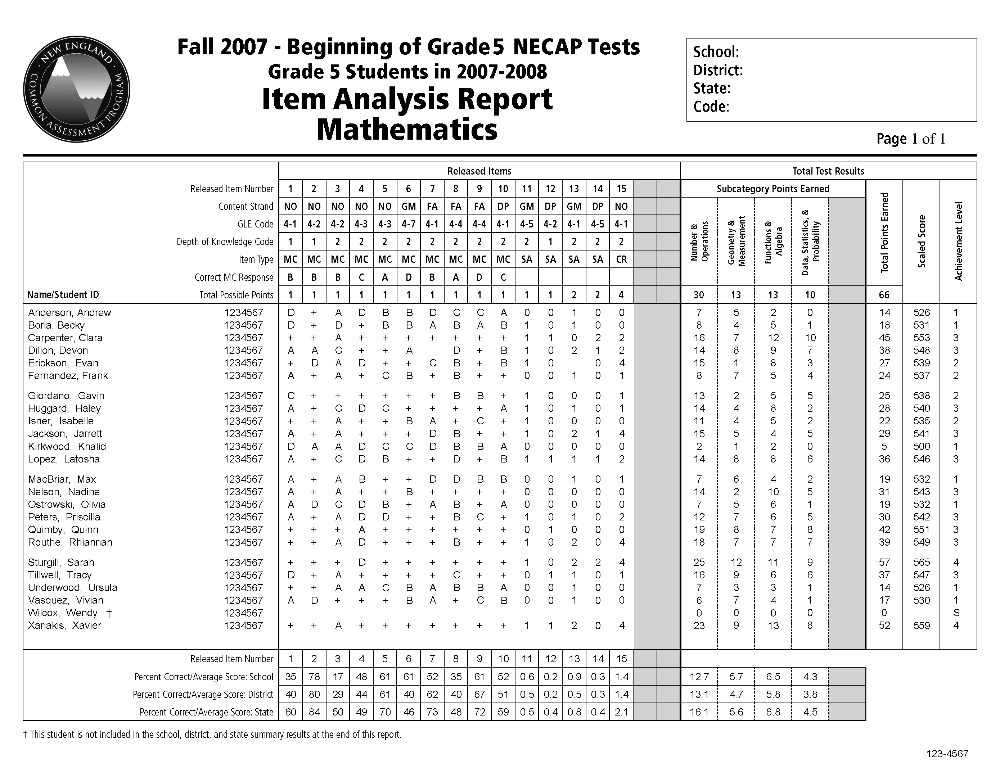 NEW ENGLAND
COMMON ASSESSMENT PROGRAM
Fall 2007 - Beginning of Grade 5 NECAP Tests
Grade 5 Students in 2007-2008
Item Analysis Report
Mathematics
School:
District:
State:
Code:
Page 1 of 1
Released Items Total Test Results
Released Item Number 1 2 3 4 5 6 7 8 9 10 11 12 13 14 15 Subcategory Points Earned
Content Strand NO NO NO NO NO GM FA FA FA DP GM DP GM DP NO
GLE Code 4-1 4-2 4-2 4-3 4-3 4-7 4-1 4-4 4-4 4-1 4-5 4-2 4-1 4-5 4-1
Depth of Knowledge Code 1 1 2 2 2 2 2 2 2 2 2 1 2 2 2
Item Type MC MC MC MC MC MC MC MC MC MC SA SA SA SA CR
Correct MC Response B B B C A D B A D C
Number & Operations
Geometry & Measurement
Functions & Algebra
Data, Statistics, & Probability
Total Points Earned
Scaled Score
Achievement Level
Name/Student ID Total Possible Points 1 1 1 1 1 1 1 1 1 1 1 1 2 2 4 30 13 13 10 66
Anderson, Andrew 1234567 D + A D B B D C C A 0 0 1 0 0 7 5 2 0 14 526 1
Boria, Becky 1234567 D + D + B B A B A B 1 0 1 0 0 8 4 5 1 18 531 1
Carpenter, Clara 1234567 + + A + + + + + + + 1 1 0 2 2 16 7 12 10 45 553 3
Dillon, Devon 1234567 A A C + + A D + B 1 0 2 1 2 14 8 9 7 38 548 3
Erickson, Evan 1234567 + D A D + + C B + B 1 0 0 4 15 1 8 3 27 539 2
Fernandez, Frank 1234567 A + A + C B + B + + 0 0 1 0 1 8 7 5 4 24 537 2
Giordano, Gavin 1234567 C + + + + + + B B + 1 0 0 0 1 13 2 5 5 25 538 2
Huggard, Haley 1234567 A + C D C + + + + A 1 0 1 0 1 14 4 8 2 28 540 3
Isner, Isabelle 1234567 + + A + + B A + C + 1 0 0 0 0 11 4 5 2 22 535 2
Jackson, Jarrett 1234567 A + A + + + D B + + 1 0 2 1 4 15 5 4 5 29 541 3
Kirkwood, Khalid 1234567 D A A D C C D B B A 0 0 0 0 0 2 1 2 0 5 500 1
Lopez, Latosha 1234567 A + C D B + + D + B 1 1 1 1 2 14 8 8 6 36 546 3
MacBriar, Max 1234567 A + A B + + D D B B 0 0 1 0 1 7 6 4 2 19 532 1
Nelson, Nadine 1234567 A + A + + B + + + + 0 0 0 0 0 14 2 10 5 31 543 3
Ostrowski, Olivia 1234567 A D C D B + A B + A 0 0 0 0 0 7 5 6 1 19 532 1
Peters, Priscilla 1234567 A + A D D + + B C + 1 0 1 0 2 12 7 6 5 30 542 3
Quimby, Quinn 1234567 + + + A + + + + + + 0 1 0 0 0 19 8 7 8 42 551 3
Routhe, Rhiannan 1234567 + + A D + + + B + + 1 0 2 0 4 18 7 7 7 39 549 3
Sturgill, Sarah 1234567 + + + D + + + + + + 1 0 2 2 4 25 12 11 9 57 565 4
Tillwell, Tracy 1234567 D + A + + + + C + + 0 1 1 0 1 16 9 6 6 37 547 3
Underwood, Ursula 1234567 + + A A C B A B B A 0 0 1 0 0 7 3 3 1 14 526 1
Vasquez, Vivian 1234567 A D + + + B A + C B 0 0 1 0 0 6 7 4 1 17 530 1
Wilcox, Wendy † 1234567 0 0 0 0 0 S
Xanakis, Xavier 1234567 + + A + + + + + + + 1 1 2 0 4 23 9 13 8 52 559 4
Released Item Number 1 2 3 4 5 6 7 8 9 10 11 12 13 14 15
Percent Correct/Average Score: School 35 78 17 48 61 61 52 35 61 52 0.6 0.2 0.9 0.3 1.4 12.7 5.7 6.5 4.3
Percent Correct/Average Score: District 40 80 29 44 61 40 62 40 67 51 0.5 0.2 0.5 0.3 1.4 13.1 4.7 5.8 3.8
Percent Correct/Average Score: State 60 84 50 49 70 46 73 48 72 59 0.5 0.4 0.8 0.4 2.1 16.1 5.6 6.8 4.5
† This student is not included in the school, district, and state summary results at the end of this report.
123-4567